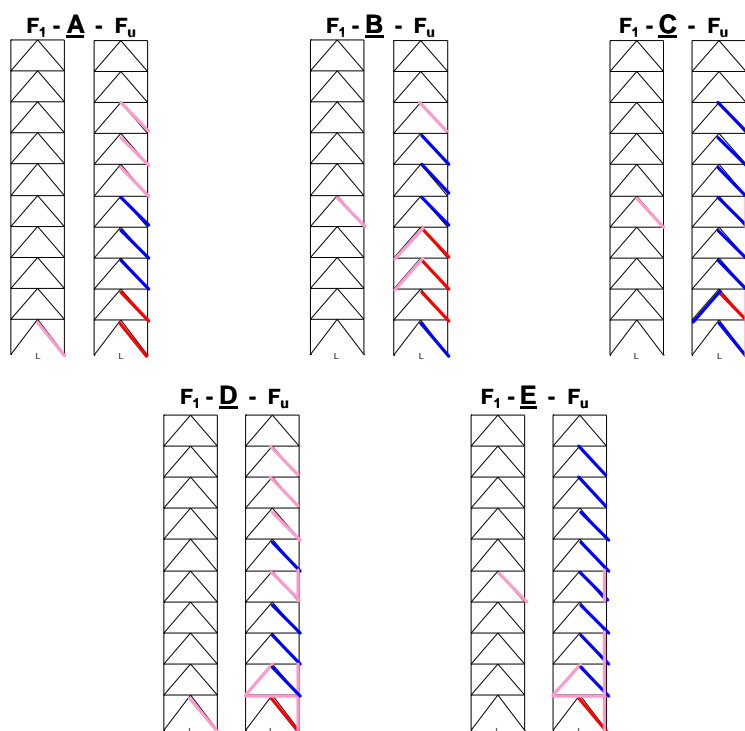 F1 - A - Fu
F1 - B - Fu
F1 - C - Fu
L L
L L
L L
F1 - D - Fu
F1 - E - Fu